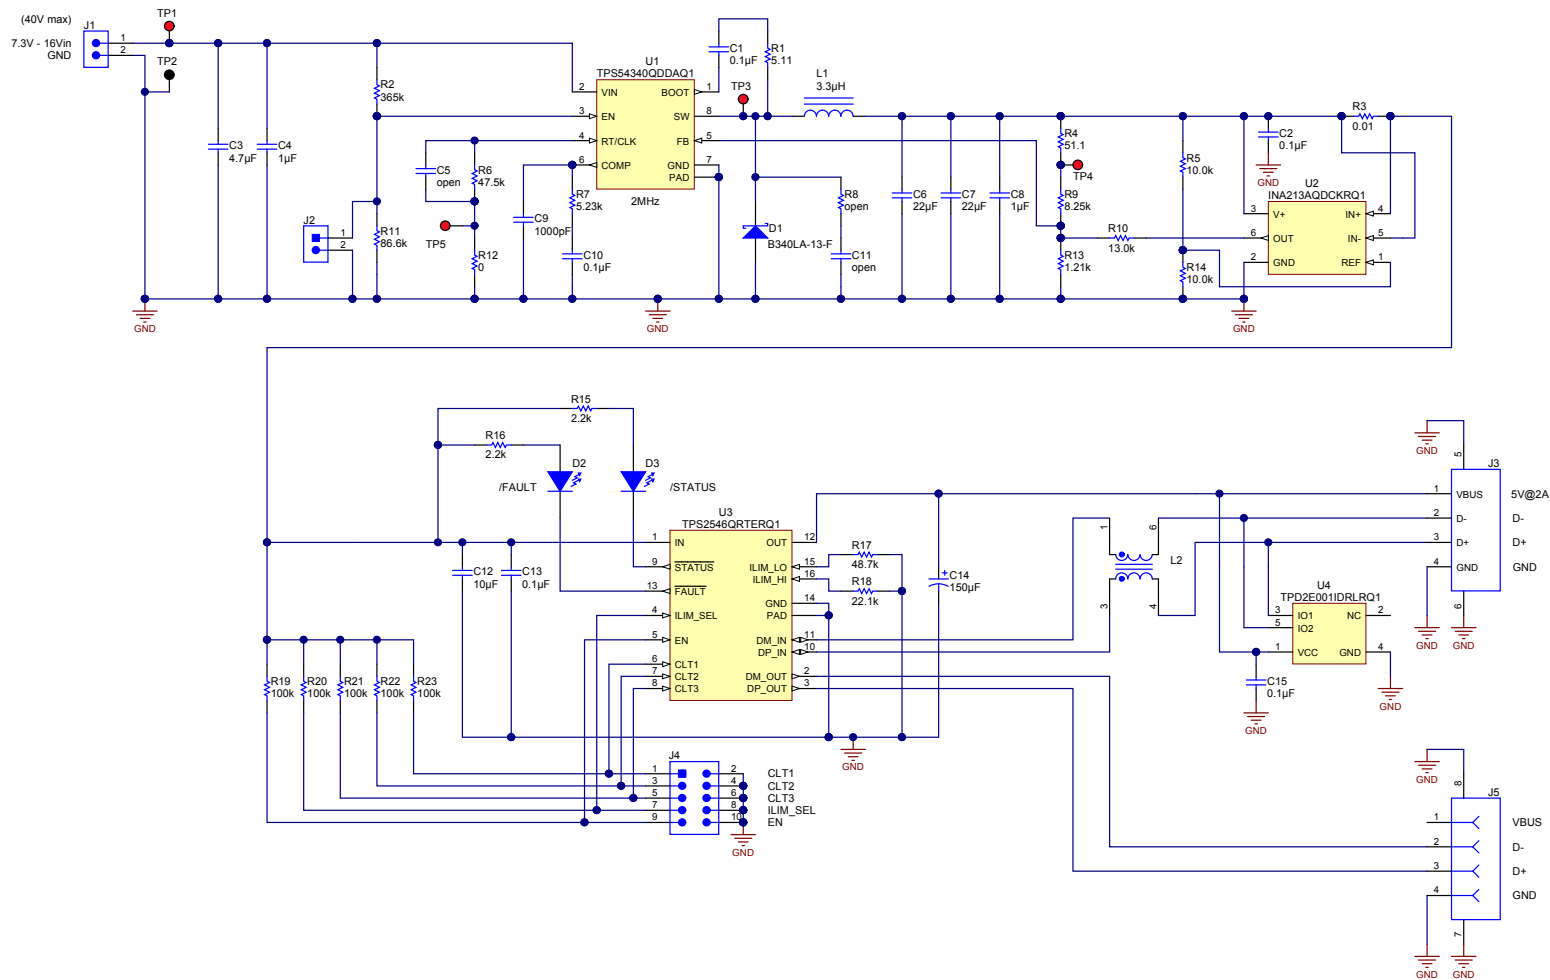 (40V max)
J1
7.3V - 16Vin
GND
1
2
TP1
TP2
C3
4.7µF
C4
1µF
R2
365k
R11
86.6k
J2
1
2
C5
open
R6
47.5k
TP5
R12
0
C9
1000pF
R7
5.23k
C10
0.1µF
U1
TPS54340QDDAQ1
2
VIN
BOOT
1
3
EN
SW
8
4
RT/CLK
FB
5
6
COMP
GND
7
PAD
2MHz
C1
0.1µF
R1
5.11
TP3
L1
3.3µH
D1
B340LA-13-F
R8
open
C11
open
C6
22µF
C7
22µF
C8
1µF
R4
51.1
TP4
R9
8.25k
R13
1.21k
R10
13.0k
R5
10.0k
R14
10.0k
C2
0.1µF
GND
R3
0.01
U2
INA213AQDCKRQ1
3
V+
IN+
4
6
OUT
IN-
5
2
GND
REF
1
GND
GND
GND
R15
2.2k
R16
2.2k
D2
/FAULT
D3
/STATUS
U3
TPS2546QRTERQ1
1
IN
OUT
12
9
STATUS
ILIM_LO
15
ILIM_HI
16
13
FAULT
GND
14
4
ILIM_SEL
PAD
5
EN
DM_IN
11
DP_IN
10
6
CLT1
7
CLT2
DM_OUT
2
8
CLT3
DP_OUT
3
C12
10µF
C13
0.1µF
R17
48.7k
R18
22.1k
C14
+
150µF
GND
R19
100k
R20
100k
R21
100k
R22
100k
R23
100k
J4
1
2
CLT1
3
4
CLT2
5
6
CLT3
7
8
ILIM_SEL
9
10
EN
GND
1
6
3
4
L2
U4
TPD2E001IDRLRQ1
3
IO1
NC
2
5
IO2
1
VCC
GND
4
C15
0.1µF
GND
GND
GND
5
J3
1
VBUS
5V@2A
2
D-
D-
3
D+
D+
4
GND
GND
6
GND
GND
GND
8
J5
1
VBUS
2
D-
3
D+
4
GND
7
GND
GND